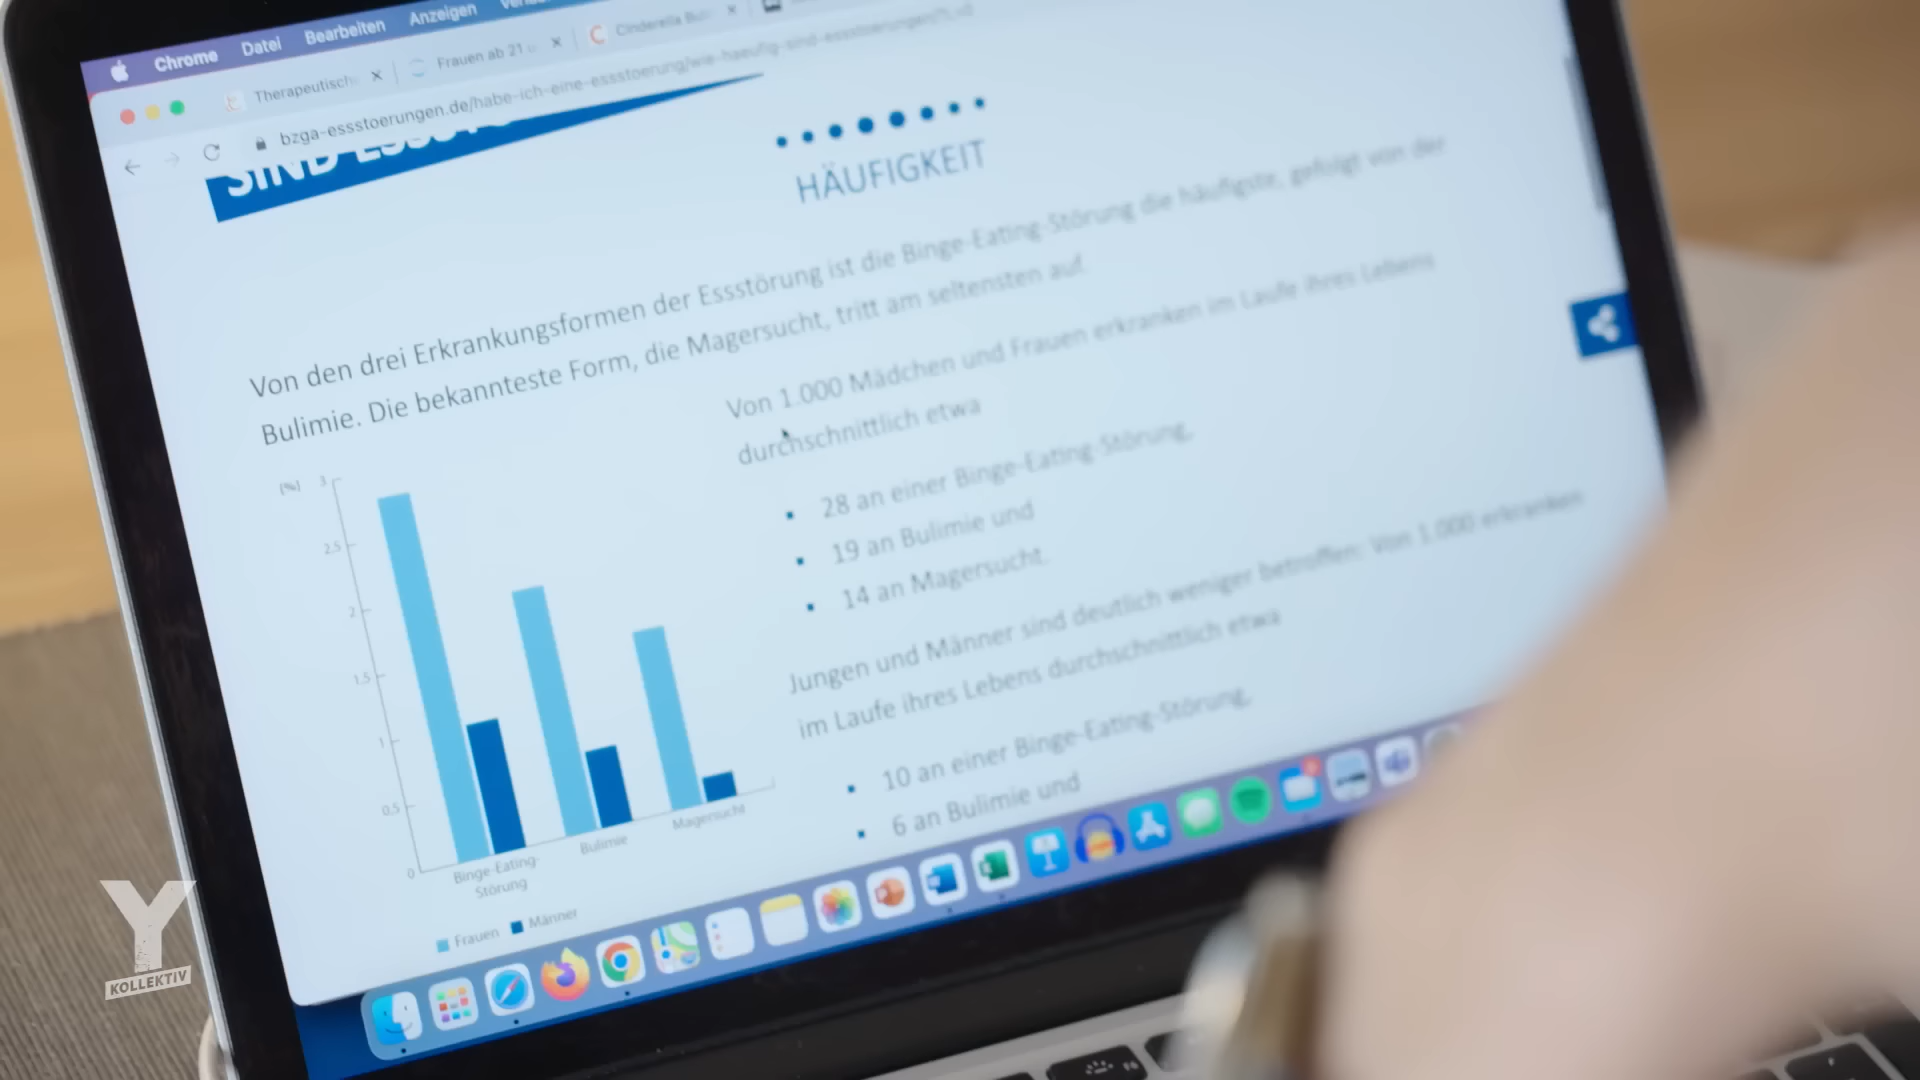 Chrome Datei Bearbeiten Anzeigen
Therapeutisch
Frauen ab 21 u
Cinderella
bzga-essstoerungen.de/habe-ich-eine-essstoerung/wie-haeufig-sind-essstoerungen/
SIND
HÄUFIGKEIT
Von den drei Erkrankungsformen der Essstörung ist die Binge-Eating-Störung die häufigste, gefolgt von der
Bulimie. Die bekannteste Form, die Magersucht, tritt am seltensten auf.
[%]
3
2,5
2
1,5
1
0,5
0
Binge-Eating-
Störung
Bulimie
Magersucht
Frauen
Männer
Von 1.000 Mädchen und Frauen erkranken im Laufe ihres Lebens
durchschnittlich etwa
28 an einer Binge-Eating-Störung,
19 an Bulimie und
14 an Magersucht.
Jungen und Männer sind deutlich weniger betroffen: Von 1.000 erkranken
im Laufe ihres Lebens durchschnittlich etwa
10 an einer Binge-Eating-Störung,
6 an Bulimie und
Y
KOLLEKTIV